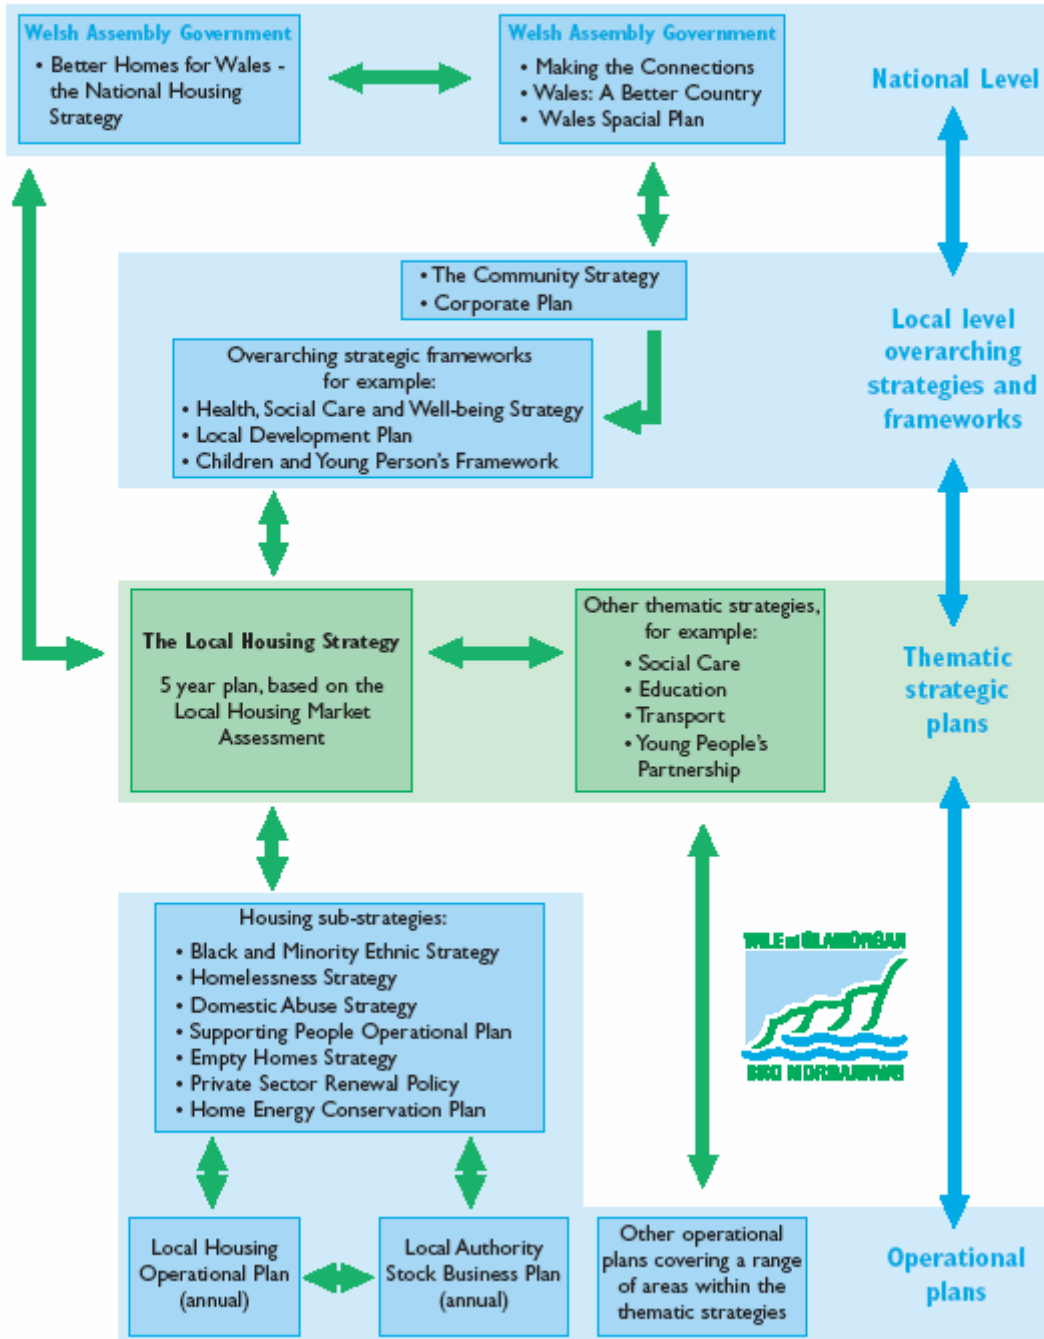 Welsh Assembly Government
• Better Homes for Wales -
the National Housing
Strategy
Welsh Assembly Government
• Making the Connections
• Wales: A Better Country
• Wales Spacial Plan
National Level
• The Community Strategy
• Corporate Plan
Overarching strategic frameworks
for example:
• Health, Social Care and Well-being Strategy
• Local Development Plan
• Children and Young Person's Framework
Local level
overarching
strategies and
frameworks
The Local Housing Strategy
5 year plan, based on the
Local Housing Market
Assessment
Other thematic strategies,
for example:
• Social Care
• Education
• Transport
• Young People's
Partnership
Thematic
strategic
plans
Housing sub-strategies:
• Black and Minority Ethnic Strategy
• Homelessness Strategy
• Domestic Abuse Strategy
• Supporting People Operational Plan
• Empty Homes Strategy
• Private Sector Renewal Policy
• Home Energy Conservation Plan
VALE of GLAMORGAN
BRO MORGANNWG
Local Housing
Operational Plan
(annual)
Local Authority
Stock Business Plan
(annual)
Other operational
plans covering a range
of areas within the
thematic strategies
Operational
plans